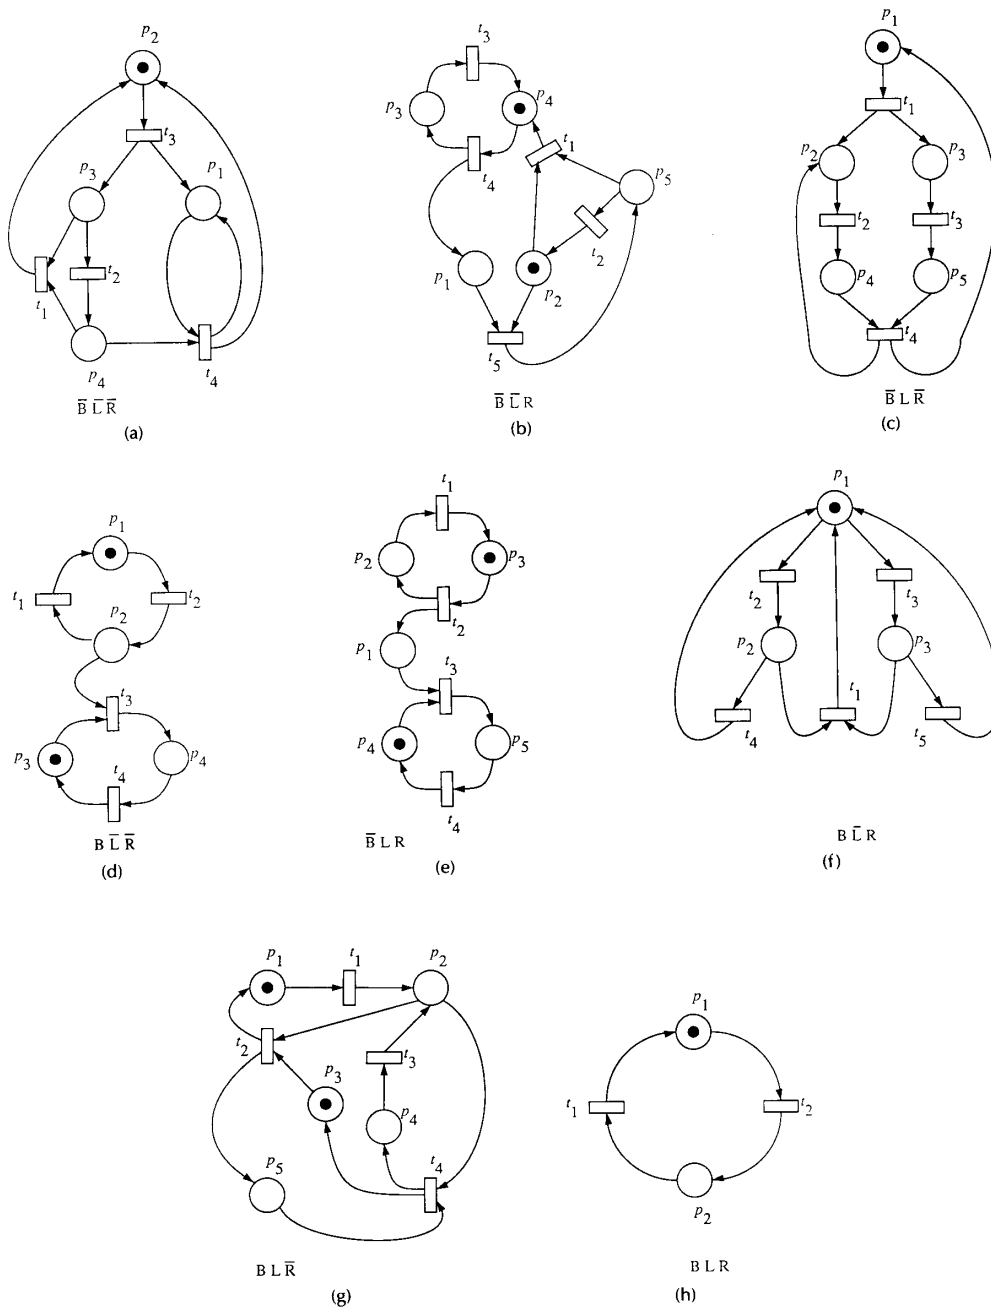 p2
t3
p3
p1
t2
t1
t4
p4
B̅ L̅ R̅
(a)
t3
p3
p4
t1
t4
p5
t2
p1
p2
t5
B̅ L̅ R
(b)
p1
t1
p2
p3
t2
t3
p4
p5
t4
B̅ L R̅
(c)
p1
t1
t2
p2
t3
p3
p4
t4
B L̅ R̅
(d)
t1
p2
p3
t2
p1
t3
p4
p5
t4
B̅ L R
(e)
p1
t2
t3
p2
p3
t1
t4
t5
B L̅ R
(f)
p1
t1
p2
t2
t3
p3
p4
t4
p5
B L R̅
(g)
p1
t1
t2
p2
B L R
(h)